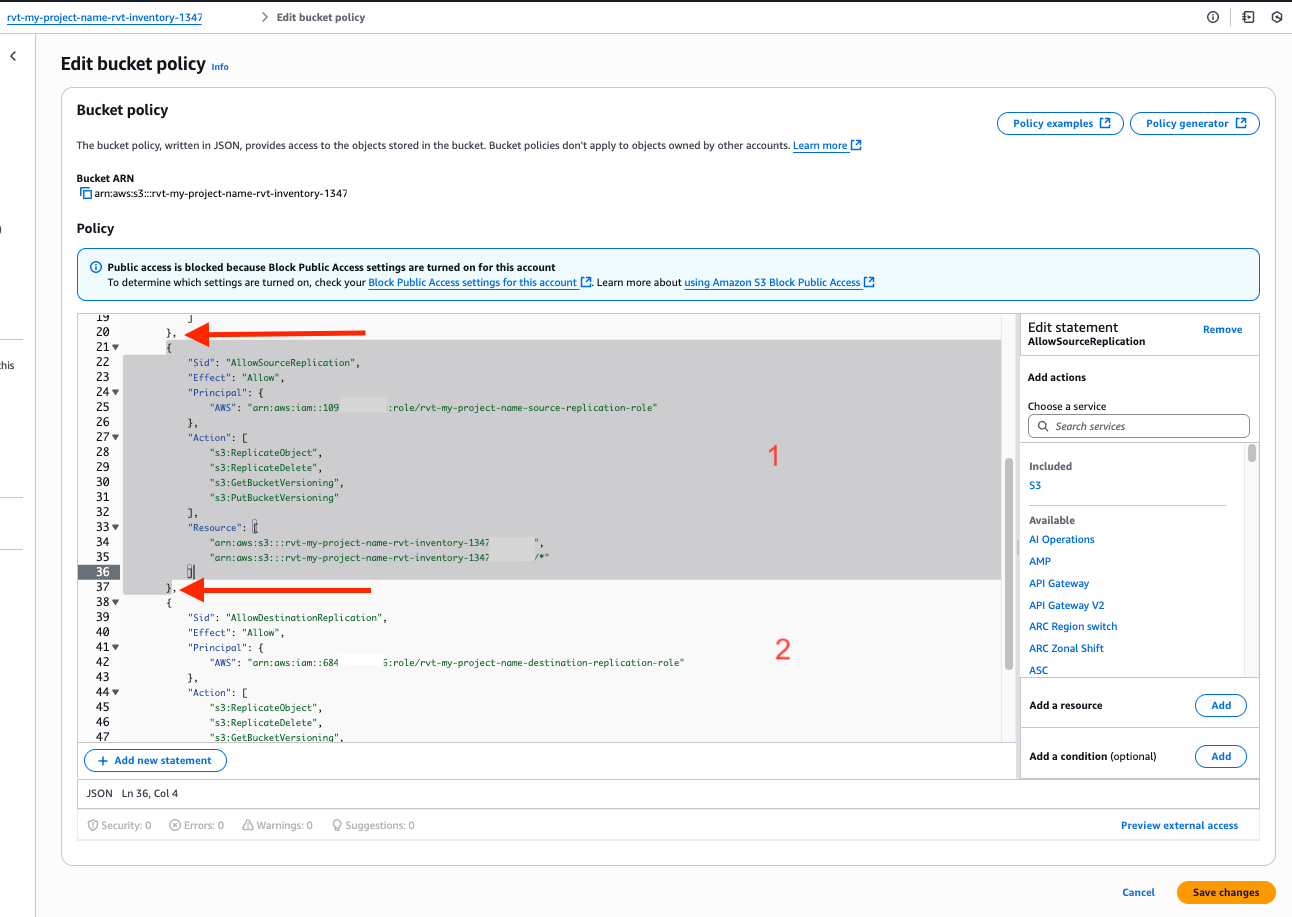 rvt-my-project-name-rvt-inventory-1347
Edit bucket policy
Edit bucket policy Info
Bucket policy
Policy examples
Policy generator
The bucket policy, written in JSON, provides access to the objects stored in the bucket. Bucket policies don't apply to objects owned by other accounts. Learn more
Bucket ARN
arn:aws:s3:::rvt-my-project-name-rvt-inventory-1347
Policy
Public access is blocked because Block Public Access settings are turned on for this account
To determine which settings are turned on, check your Block Public Access settings for this account. Learn more about using Amazon S3 Block Public Access
this
19 ]
20 },
21 {
22 "Sid": "AllowSourceReplication",
23 "Effect": "Allow",
24 "Principal": {
25 "AWS": "arn:aws:iam::109 :role/rvt-my-project-name-source-replication-role"
26 },
27 "Action": [
28 "s3:ReplicateObject",
29 "s3:ReplicateDelete",
30 "s3:GetBucketVersioning",
31 "s3:PutBucketVersioning"
32 ],
33 "Resource": [
34 "arn:aws:s3:::rvt-my-project-name-rvt-inventory-1347 ",
35 "arn:aws:s3:::rvt-my-project-name-rvt-inventory-1347 /*"
36 ]
37 },
38 {
39 "Sid": "AllowDestinationReplication",
40 "Effect": "Allow",
41 "Principal": {
42 "AWS": "arn:aws:iam::684 6:role/rvt-my-project-name-destination-replication-role"
43 },
44 "Action": [
45 "s3:ReplicateObject",
46 "s3:ReplicateDelete",
47 "s3:GetBucketVersioning",
1
2
Edit statement
Remove
AllowSourceReplication
Add actions
Choose a service
Search services
Included
S3
Available
AI Operations
AMP
API Gateway
API Gateway V2
ARC Region switch
ARC Zonal Shift
ASC
Add a resource
Add
Add a condition (optional)
Add
+ Add new statement
JSON Ln 36, Col 4
Security: 0
Errors: 0
Warnings: 0
Suggestions: 0
Preview external access
Cancel
Save changes